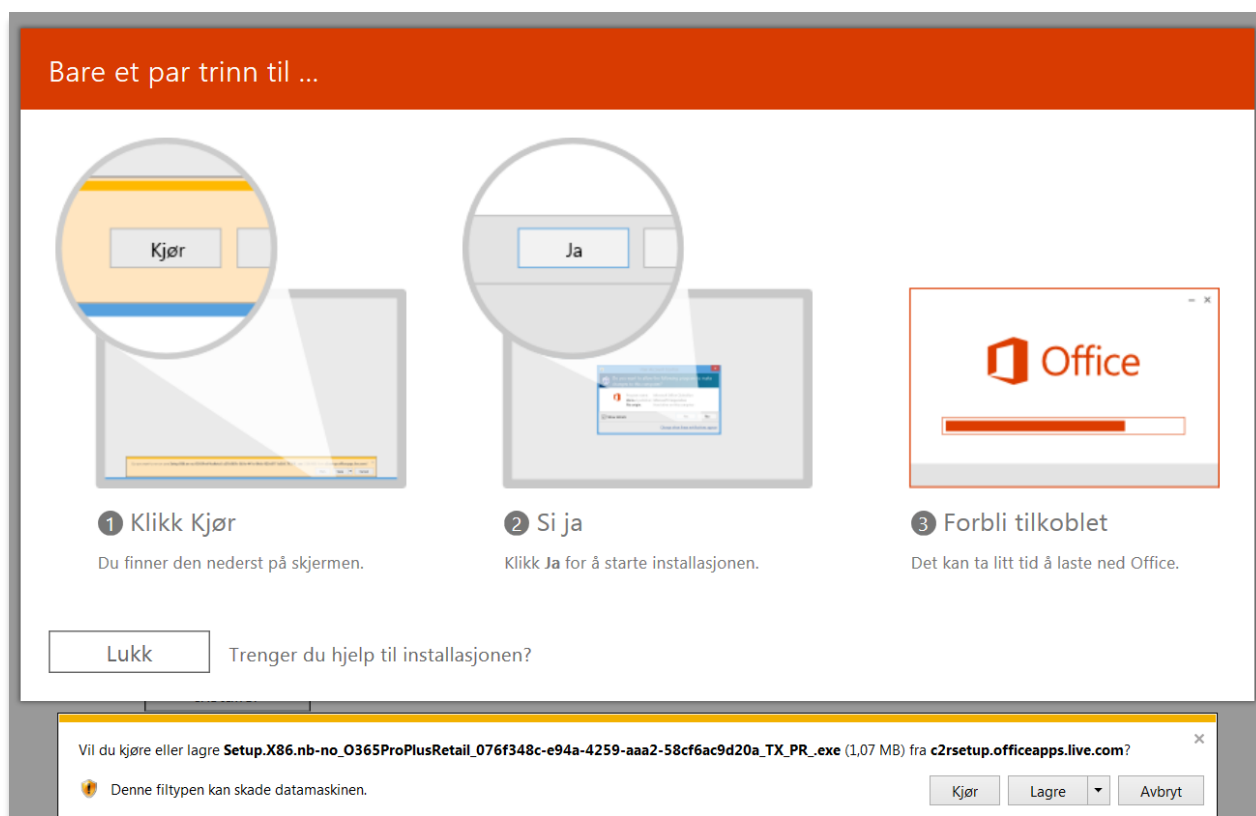 Bare et par trinn til ...
Kjør
Ja
Office
1 Klikk Kjør
Du finner den nederst på skjermen.
2 Si ja
Klikk Ja for å starte installasjonen.
3 Forbli tilkoblet
Det kan ta litt tid å laste ned Office.
Lukk
Trenger du hjelp til installasjonen?
Vil du kjøre eller lagre Setup.X86.nb-no_O365ProPlusRetail_076f348c-e94a-4259-aaa2-58cf6ac9d20a_TX_PR_.exe (1,07 MB) fra c2rsetup.officeapps.live.com?
Denne filtypen kan skade datamaskinen.
Kjør
Lagre
Avbryt